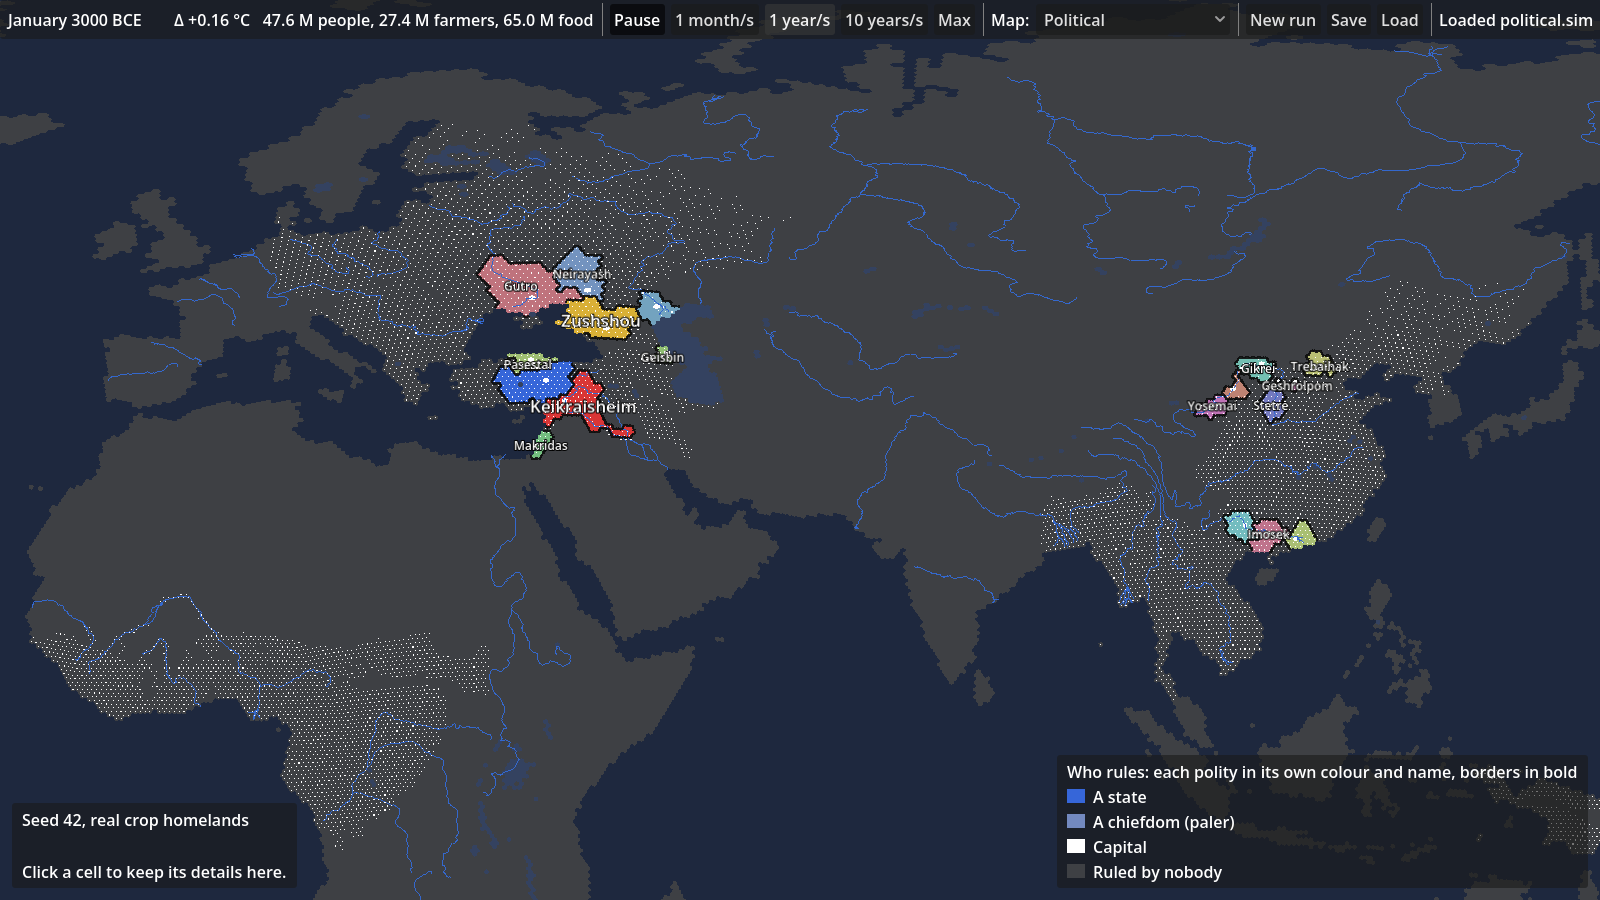 January 3000 BCE Δ +0.16 °C 47.6 M people, 27.4 M farmers, 65.0 M food Pause 1 month/s 1 year/s 10 years/s Max Map: Political New run Save Load Loaded political.sim
Neirayash
Gutro
Zushshou
Geisbin
Pasestai
Keikraisheim
Makridas
Gikrei
Trebaihak
Geshrolpom
Yosemai
Stetre
Imosek
Who rules: each polity in its own colour and name, borders in bold
A state
A chiefdom (paler)
Capital
Ruled by nobody
Seed 42, real crop homelands
Click a cell to keep its details here.